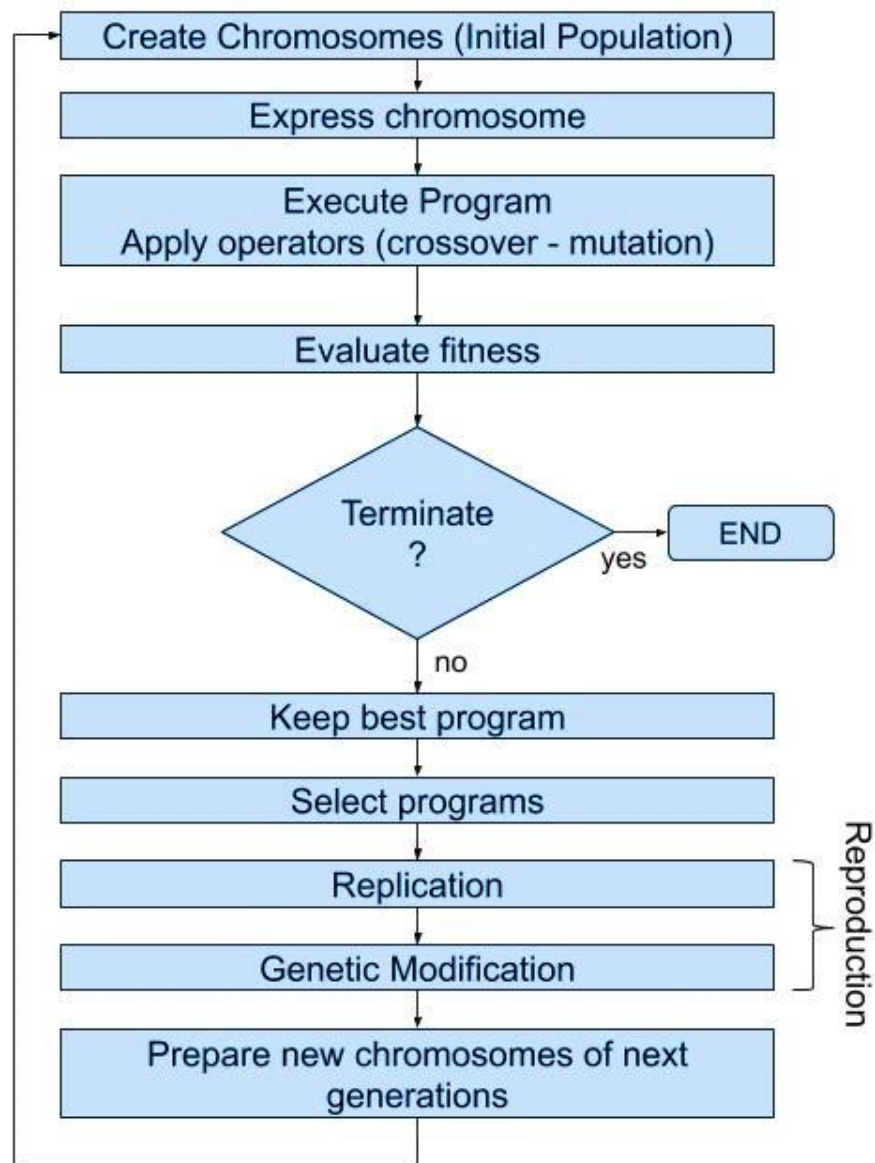 Create Chromosomes (Initial Population)
Express chromosome
Execute Program
Apply operators (crossover - mutation)
Evaluate fitness
Terminate
?
yes
END
no
Keep best program
Select programs
Replication
Genetic Modification
Reproduction
Prepare new chromosomes of next
generations